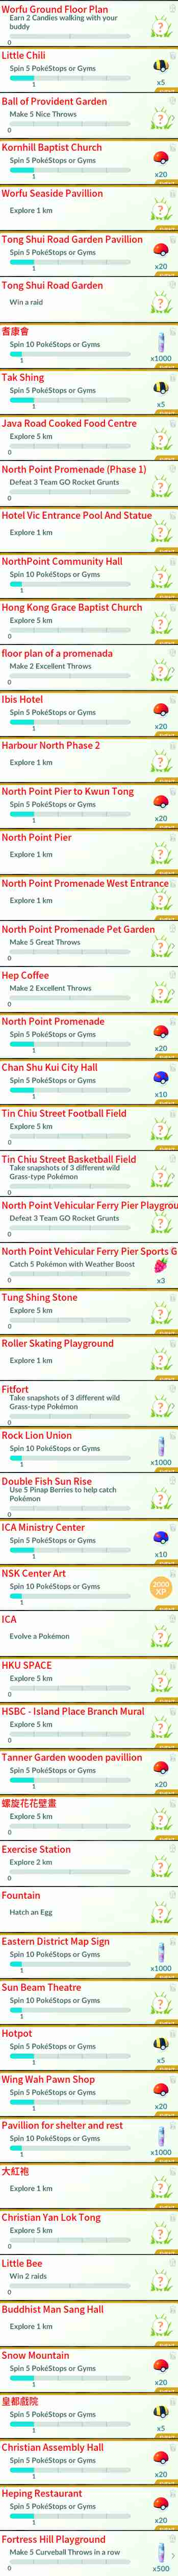 Worfu Ground Floor Plan
Earn 2 Candies walking with your
buddy
0
Little Chili
Spin 5 PokéStops or Gyms
1
x5
Ball of Provident Garden
Make 5 Nice Throws
0
Kornhill Baptist Church
Spin 5 PokéStops or Gyms
1
x20
Worfu Seaside Pavillion
Explore 1 km
Tong Shui Road Garden Pavillion
Spin 5 PokéStops or Gyms
1
x20
Tong Shui Road Garden
Win a raid
耆康會
Spin 10 PokéStops or Gyms
1
x1000
Tak Shing
Spin 5 PokéStops or Gyms
1
x5
Java Road Cooked Food Centre
Explore 5 km
0
North Point Promenade (Phase 1)
Defeat 3 Team GO Rocket Grunts
0
Hotel Vic Entrance Pool And Statue
Explore 1 km
NorthPoint Community Hall
Spin 10 PokéStops or Gyms
1
Hong Kong Grace Baptist Church
Explore 5 km
0
floor plan of a promenada
Make 2 Excellent Throws
0
Ibis Hotel
Spin 5 PokéStops or Gyms
1
x20
Harbour North Phase 2
Explore 1 km
North Point Pier to Kwun Tong
Spin 5 PokéStops or Gyms
1
x20
North Point Pier
Explore 1 km
North Point Promenade West Entrance
Explore 1 km
North Point Promenade Pet Garden
Make 5 Great Throws
0
Hep Coffee
Make 2 Excellent Throws
0
North Point Promenade
Spin 5 PokéStops or Gyms
1
x20
Chan Shu Kui City Hall
Spin 5 PokéStops or Gyms
1
x10
Tin Chiu Street Football Field
Explore 5 km
0
Tin Chiu Street Basketball Field
Take snapshots of 3 different wild
Grass-type Pokémon
0
North Point Vehicular Ferry Pier Playgrou
Defeat 3 Team GO Rocket Grunts
0
North Point Vehicular Ferry Pier Sports G
Catch 5 Pokémon with Weather Boost
0
x3
Tung Shing Stone
Explore 5 km
0
Roller Skating Playground
Explore 1 km
Fitfort
Take snapshots of 3 different wild
Grass-type Pokémon
0
Rock Lion Union
Spin 10 PokéStops or Gyms
1
x1000
Double Fish Sun Rise
Use 5 Pinap Berries to help catch
Pokémon
0
ICA Ministry Center
Spin 5 PokéStops or Gyms
1
x10
NSK Center Art
Spin 10 PokéStops or Gyms
1
2000
XP
ICA
Evolve a Pokémon
HKU SPACE
Explore 5 km
0
HSBC - Island Place Branch Mural
Explore 5 km
0
Tanner Garden wooden pavillion
Spin 5 PokéStops or Gyms
1
x20
螺旋花花壁畫
Explore 5 km
0
Exercise Station
Explore 2 km
0
Fountain
Hatch an Egg
Eastern District Map Sign
Spin 10 PokéStops or Gyms
1
x1000
Sun Beam Theatre
Spin 10 PokéStops or Gyms
1
Hotpot
Spin 5 PokéStops or Gyms
1
x5
Wing Wah Pawn Shop
Spin 5 PokéStops or Gyms
1
x20
Pavillion for shelter and rest
Spin 10 PokéStops or Gyms
1
x1000
大紅袍
Explore 1 km
Christian Yan Lok Tong
Explore 5 km
0
Little Bee
Win 2 raids
0
Buddhist Man Sang Hall
Explore 1 km
Snow Mountain
Spin 5 PokéStops or Gyms
1
x20
皇都戲院
Spin 5 PokéStops or Gyms
1
x5
Christian Assembly Hall
Spin 5 PokéStops or Gyms
1
x20
Heping Restaurant
Spin 5 PokéStops or Gyms
1
x20
Fortress Hill Playground
Make 5 Curveball Throws in a row
0
x500